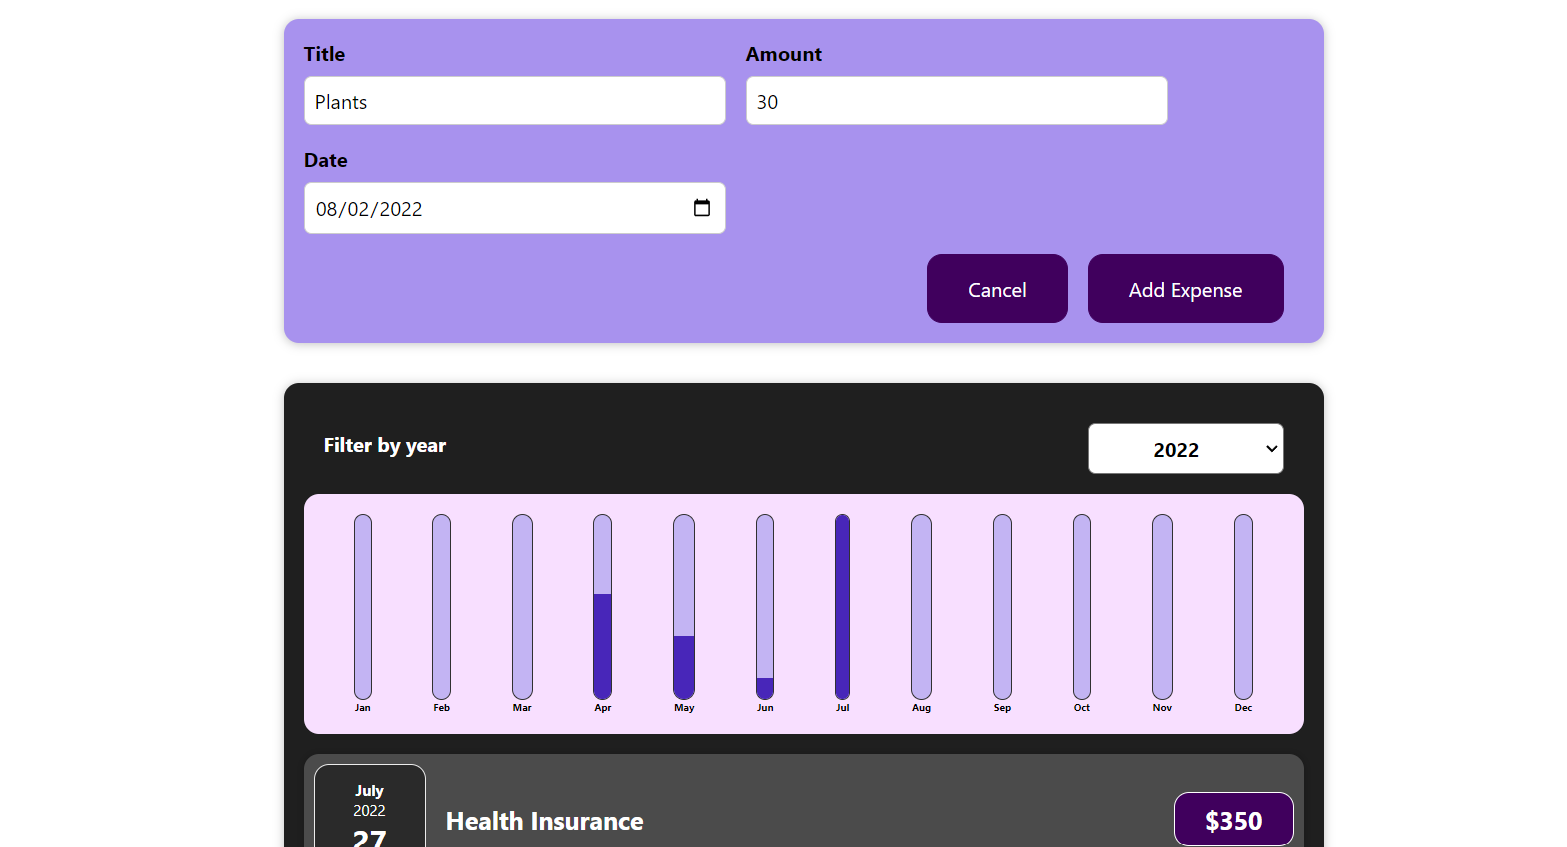 Title Amount
Plants 30
Date
08/02/2022
Cancel Add Expense
Filter by year 2022
Jan Feb Mar Apr May Jun Jul Aug Sep Oct Nov Dec
July
2022
27
Health Insurance
$350